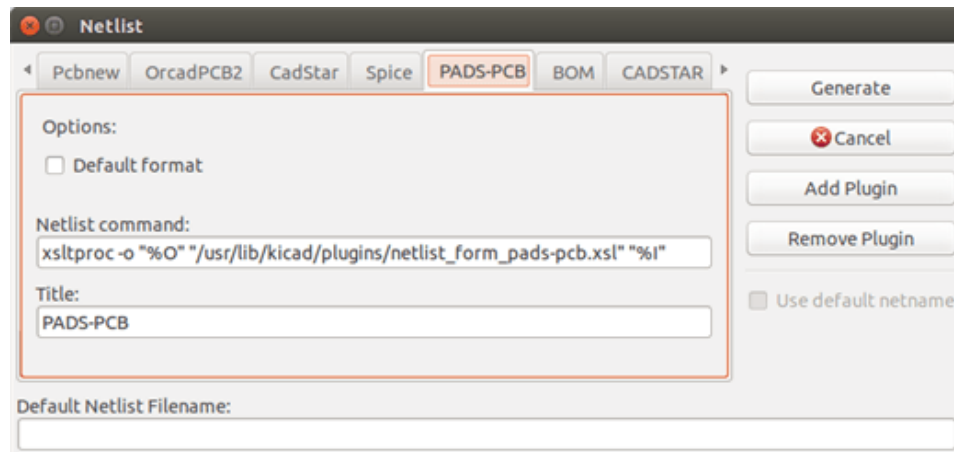 Netlist
Pcbnew OrcadPCB2 CadStar Spice PADS-PCB BOM CADSTAR
Generate
Options:
Cancel
Default format
Add Plugin
Netlist command:
xsltproc -o "%O" "/usr/lib/kicad/plugins/netlist_form_pads-pcb.xsl" "%I"
Remove Plugin
Title:
Use default netname
PADS-PCB
Default Netlist Filename: